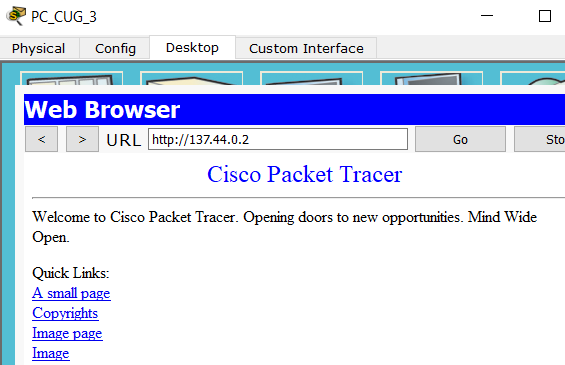 PC_CUG_3
Physical Config Desktop Custom Interface
Web Browser
< > URL http://137.44.0.2 Go Sto
Cisco Packet Tracer
Welcome to Cisco Packet Tracer. Opening doors to new opportunities. Mind Wide
Open.
Quick Links:
A small page
Copyrights
Image page
Image